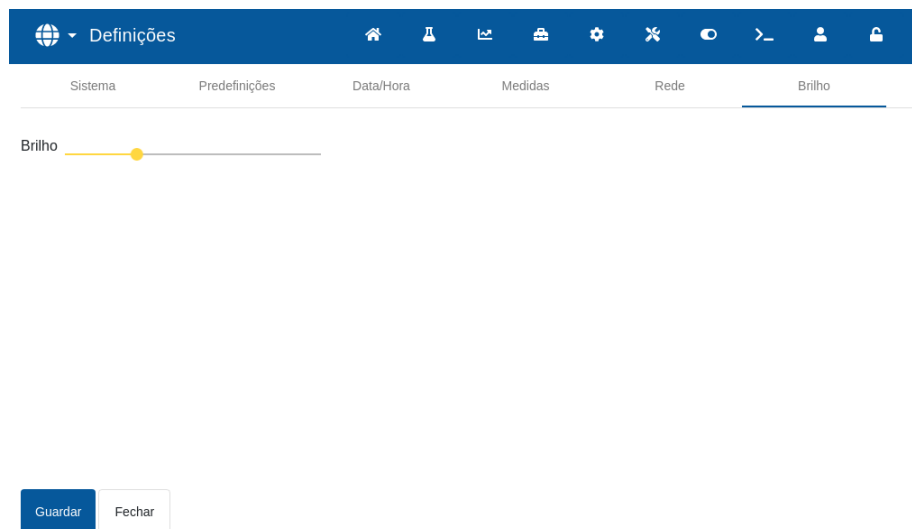 Definições
Sistema Predefinições Data/Hora Medidas Rede Brilho
Brilho
Guardar Fechar